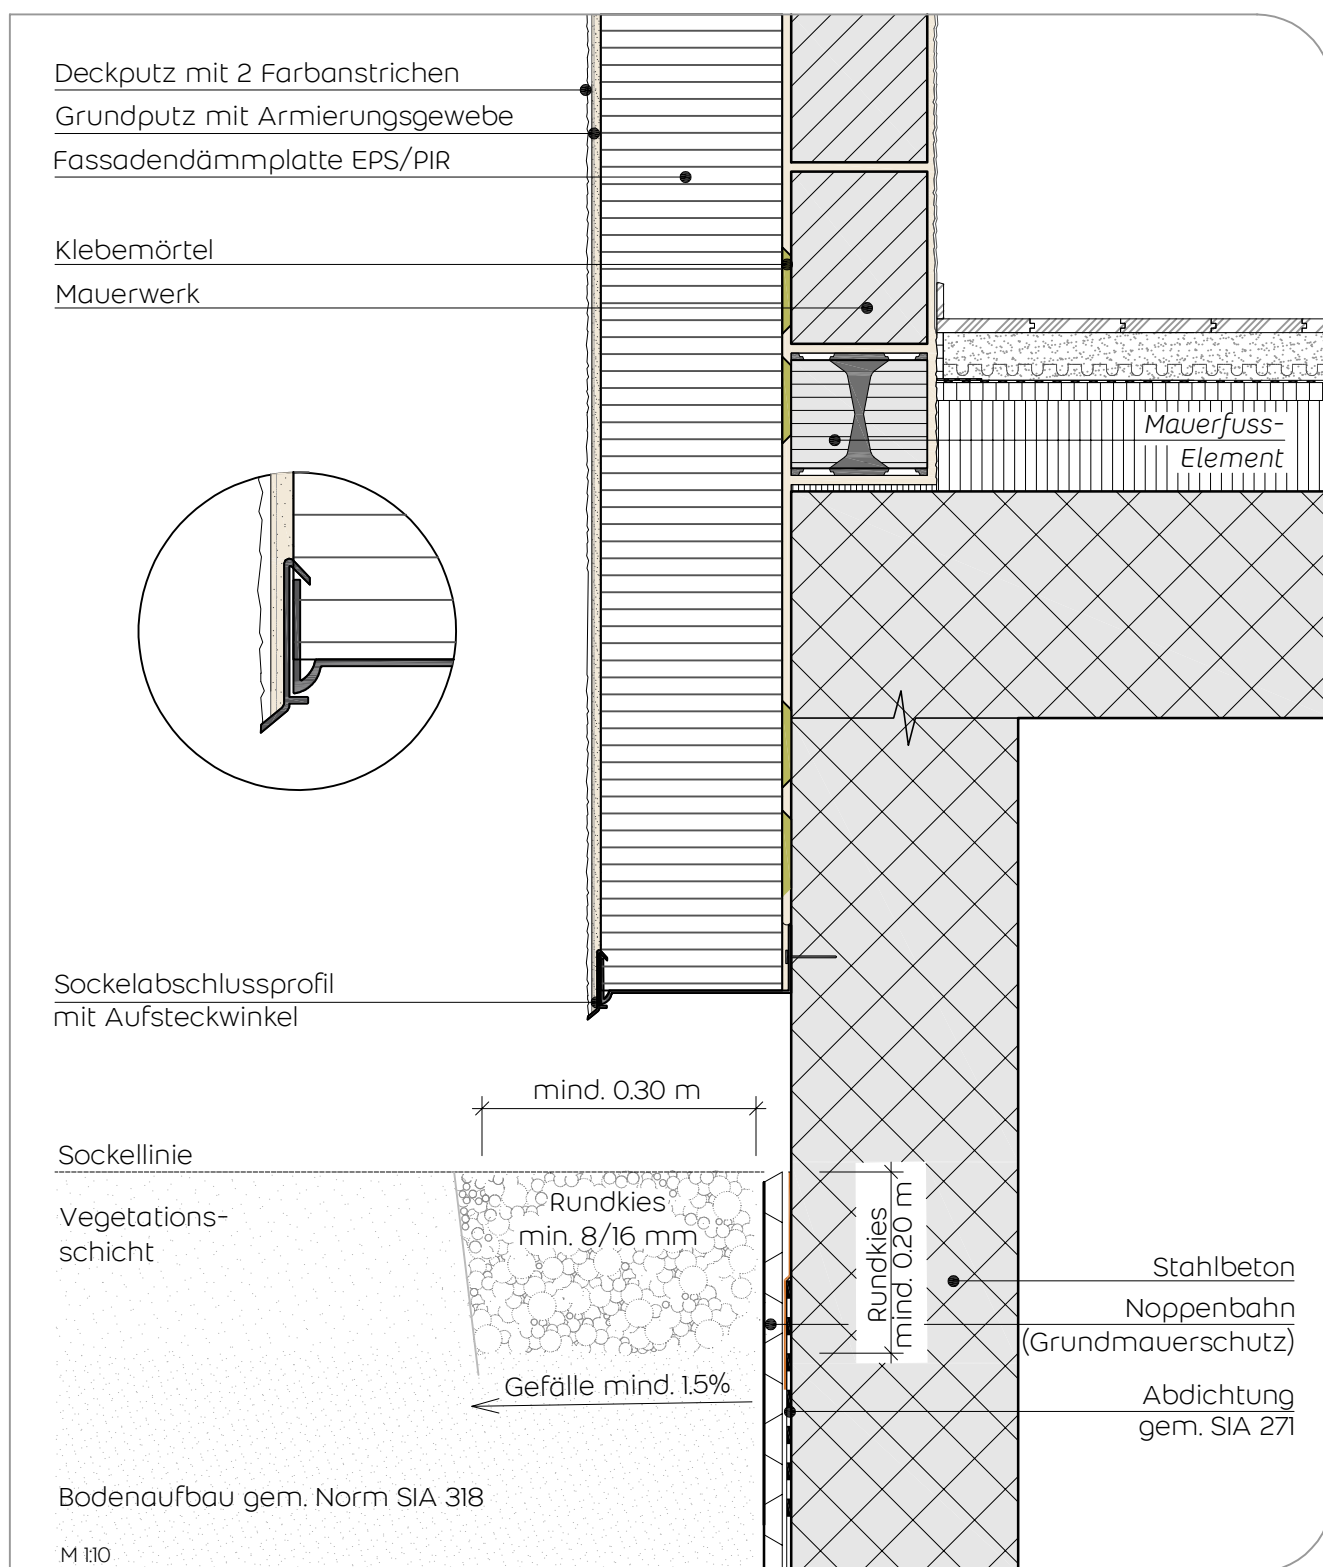 Deckputz mit 2 Farbanstrichen
Grundputz mit Armierungsgewebe
Fassadendämmplatte EPS/PIR
Klebemörtel
Mauerwerk
Mauerfuss-
Element
Sockelabschlussprofil
mit Aufsteckwinkel
mind. 0.30 m
Sockellinie
Vegetations-
schicht
Rundkies
min. 8/16 mm
Rundkies
mind. 0.20 m
Stahlbeton
Noppenbahn
(Grundmauerschutz)
Gefälle mind. 1.5%
Abdichtung
gem. SIA 271
Bodenaufbau gem. Norm SIA 318
M 1:10